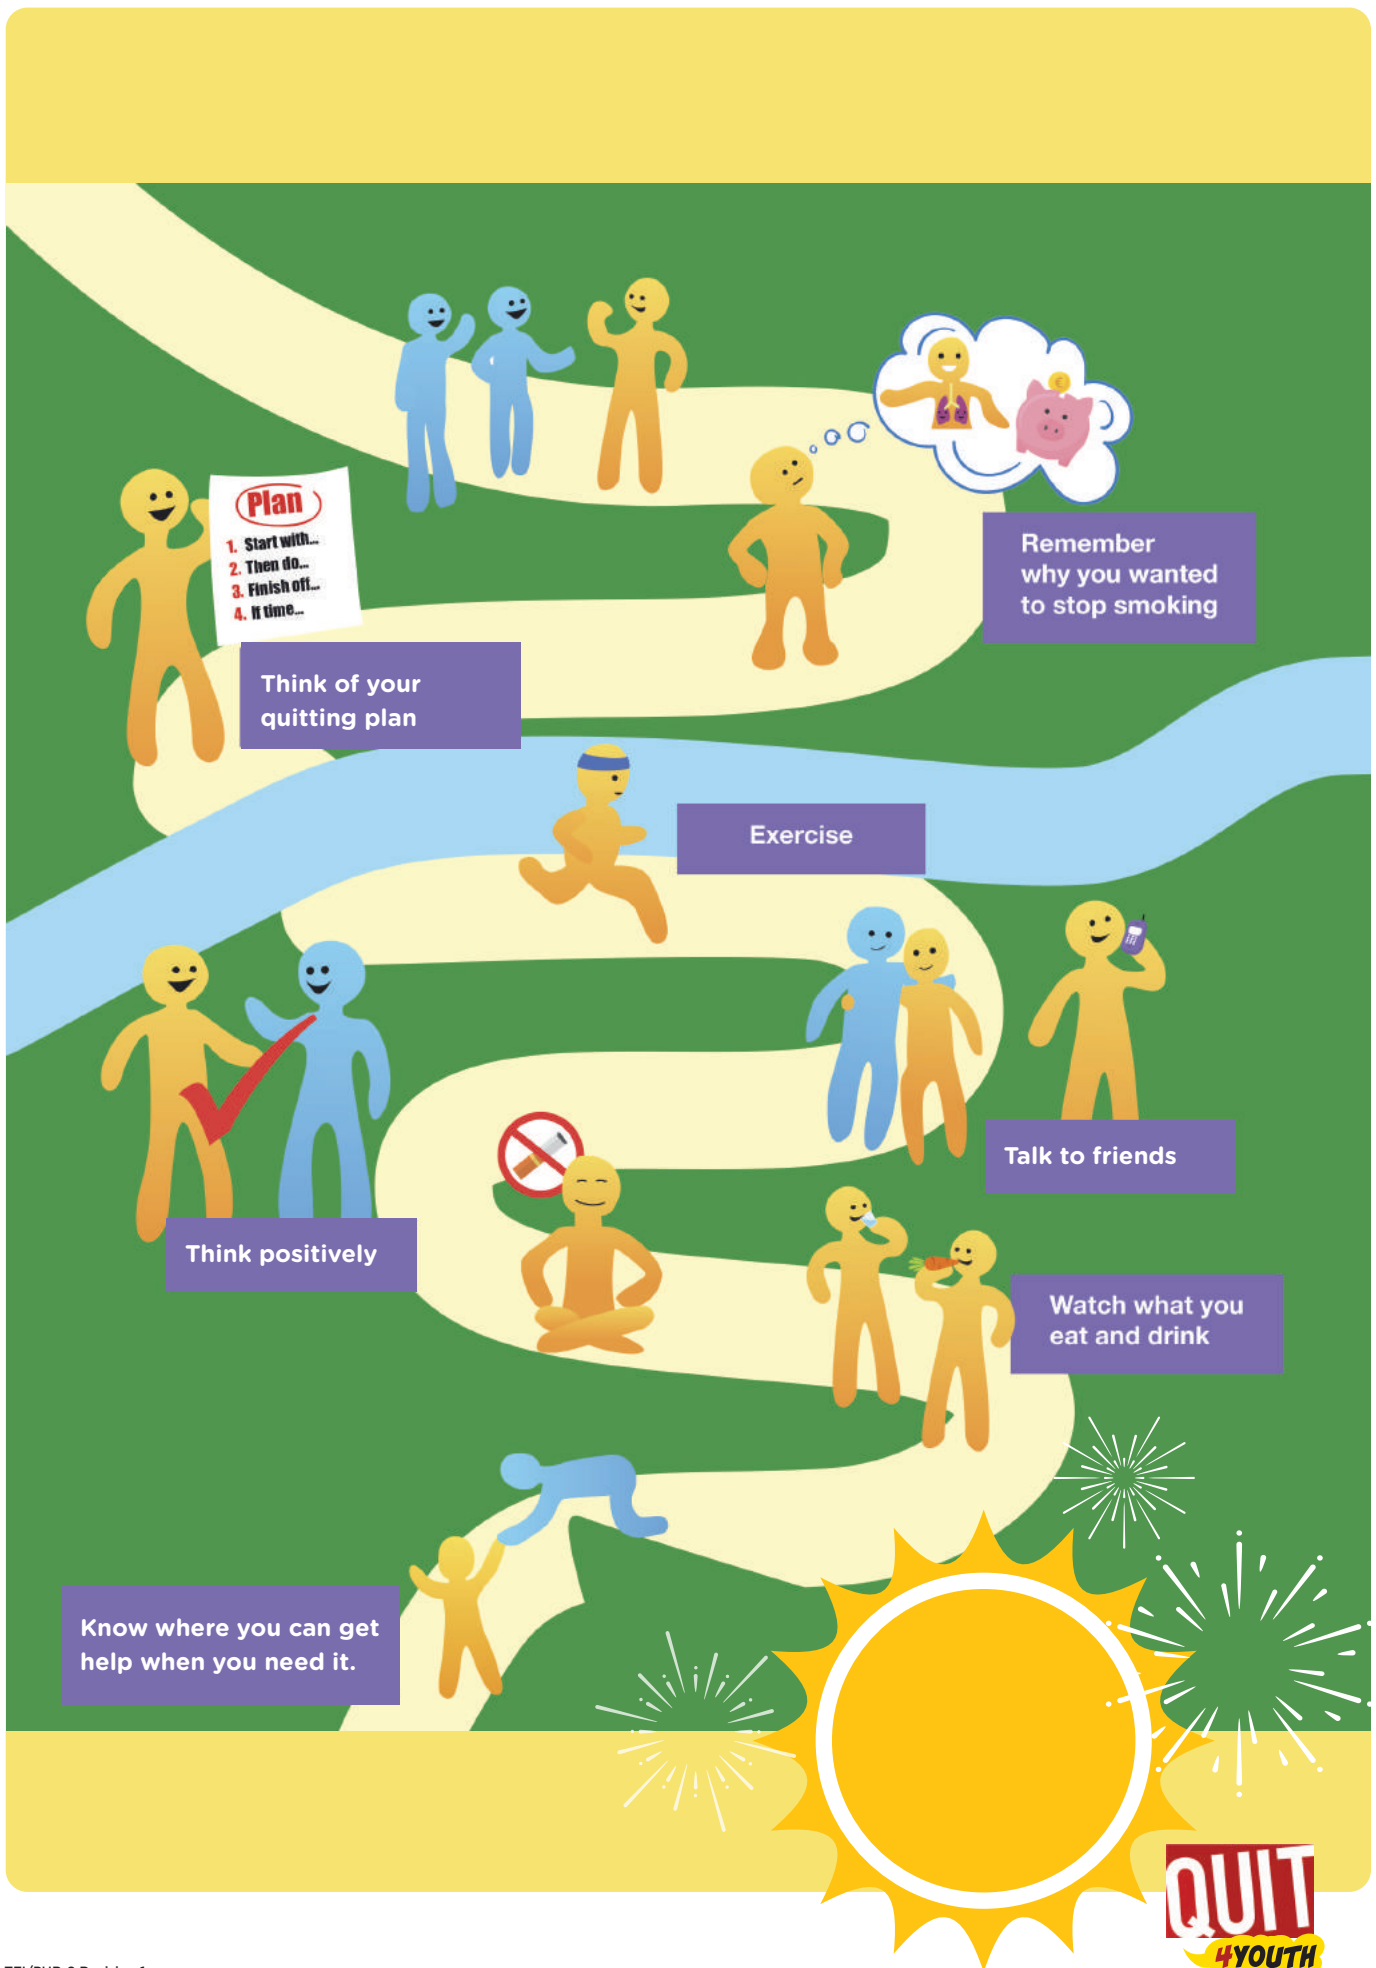 Plan
1. Start with...
2. Then do...
3. Finish off...
4. If time...
Remember
why you wanted
to stop smoking
Think of your
quitting plan
Exercise
Talk to friends
Think positively
Watch what you
eat and drink
Know where you can get
help when you need it.
QUIT
4YOUTH